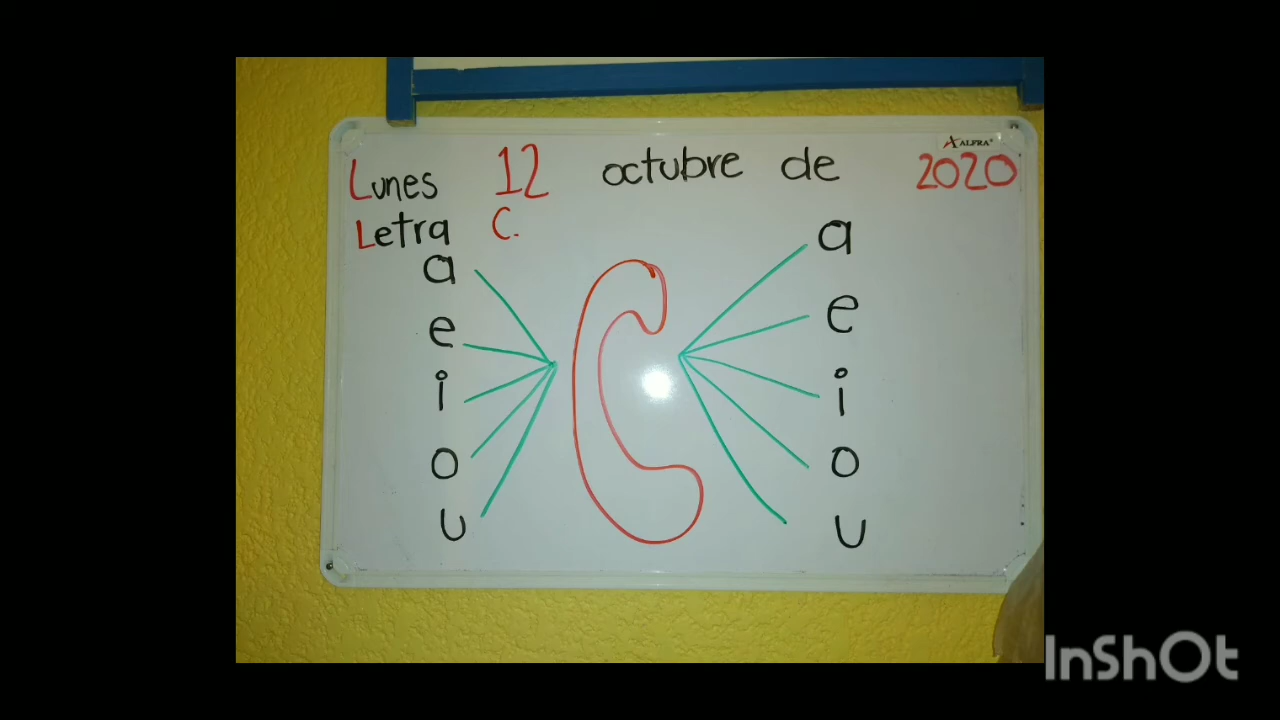 ALFRA
Lunes 12 octubre de 2020
Letra C.
a a
e e
i C i
o o
u u
InShOt